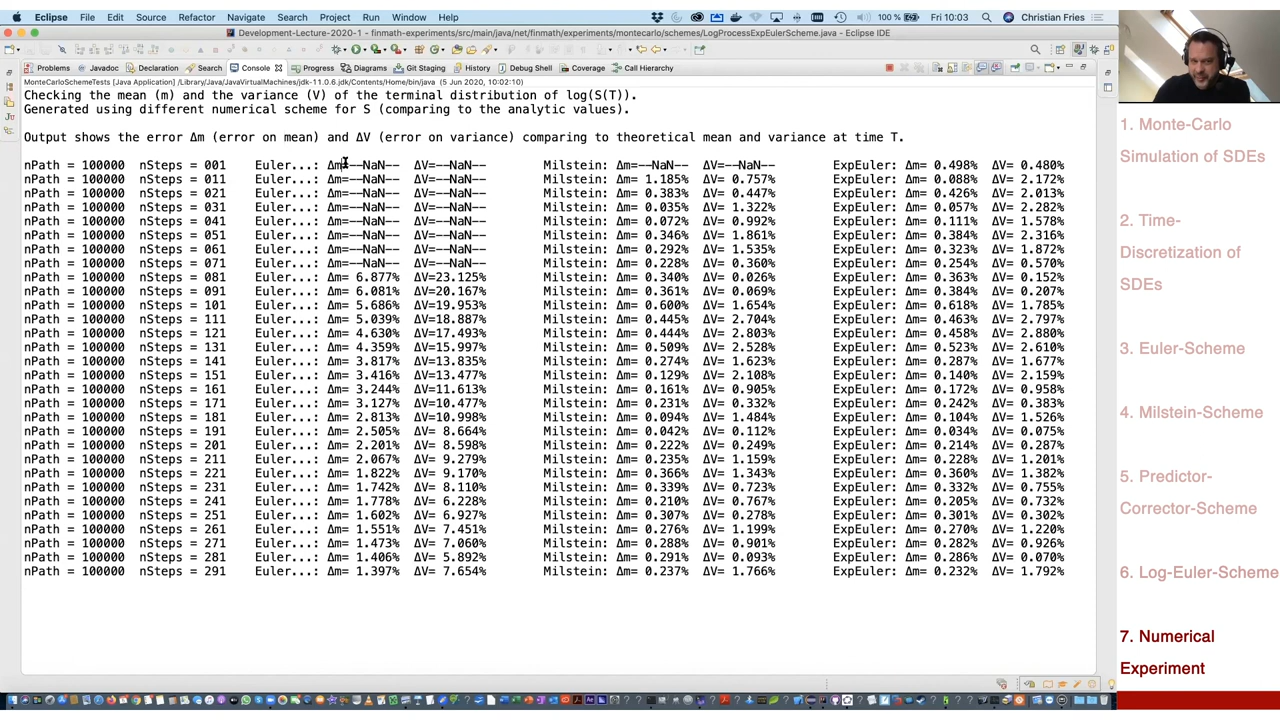 Eclipse File Edit Source Refactor Navigate Search Project Run Window Help 100 % Fri 10:03 Christian Fries
Development-Lecture-2020-1 - finmath-experiments/src/main/java/net/finmath/experiments/montecarlo/schemes/LogProcessExpEulerScheme.java - Eclipse IDE
Problems Javadoc Declaration Search Console Progress Diagrams Staging History Debug Shell Coverage Call Hierarchy
MonteCarloSchemeTests [Java Application] /Library/Java/JavaVirtualMachines/jdk-11.0.6.jdk/Contents/Home/bin/java (5 Jun 2020, 10:02:10)
Checking the mean (m) and the variance (V) of the terminal distribution of log(S(T)).
Generated using different numerical scheme for S (comparing to the analytic values).
Output shows the error Δm (error on mean) and ΔV (error on variance) comparing to theoretical mean and variance at time T.
nPath = 100000 nSteps = 001 Euler...: Δm=--NaN-- ΔV=--NaN-- Milstein: Δm=--NaN-- ΔV=--NaN-- ExpEuler: Δm= 0.498% ΔV= 0.480%
nPath = 100000 nSteps = 011 Euler...: Δm=--NaN-- ΔV=--NaN-- Milstein: Δm= 1.185% ΔV= 0.757% ExpEuler: Δm= 0.088% ΔV= 2.172%
nPath = 100000 nSteps = 021 Euler...: Δm=--NaN-- ΔV=--NaN-- Milstein: Δm= 0.383% ΔV= 0.447% ExpEuler: Δm= 0.426% ΔV= 2.013%
nPath = 100000 nSteps = 031 Euler...: Δm=--NaN-- ΔV=--NaN-- Milstein: Δm= 0.035% ΔV= 1.322% ExpEuler: Δm= 0.057% ΔV= 2.282%
nPath = 100000 nSteps = 041 Euler...: Δm=--NaN-- ΔV=--NaN-- Milstein: Δm= 0.072% ΔV= 0.992% ExpEuler: Δm= 0.111% ΔV= 1.578%
nPath = 100000 nSteps = 051 Euler...: Δm=--NaN-- ΔV=--NaN-- Milstein: Δm= 0.346% ΔV= 1.861% ExpEuler: Δm= 0.384% ΔV= 2.316%
nPath = 100000 nSteps = 061 Euler...: Δm=--NaN-- ΔV=--NaN-- Milstein: Δm= 0.292% ΔV= 1.535% ExpEuler: Δm= 0.323% ΔV= 1.872%
nPath = 100000 nSteps = 071 Euler...: Δm=--NaN-- ΔV=--NaN-- Milstein: Δm= 0.228% ΔV= 0.360% ExpEuler: Δm= 0.254% ΔV= 0.570%
nPath = 100000 nSteps = 081 Euler...: Δm= 6.877% ΔV=23.125% Milstein: Δm= 0.340% ΔV= 0.026% ExpEuler: Δm= 0.363% ΔV= 0.152%
nPath = 100000 nSteps = 091 Euler...: Δm= 6.081% ΔV=20.167% Milstein: Δm= 0.361% ΔV= 0.069% ExpEuler: Δm= 0.384% ΔV= 0.207%
nPath = 100000 nSteps = 101 Euler...: Δm= 5.686% ΔV=19.953% Milstein: Δm= 0.600% ΔV= 1.654% ExpEuler: Δm= 0.618% ΔV= 1.785%
nPath = 100000 nSteps = 111 Euler...: Δm= 5.039% ΔV=18.887% Milstein: Δm= 0.445% ΔV= 2.704% ExpEuler: Δm= 0.463% ΔV= 2.797%
nPath = 100000 nSteps = 121 Euler...: Δm= 4.630% ΔV=17.493% Milstein: Δm= 0.444% ΔV= 2.803% ExpEuler: Δm= 0.458% ΔV= 2.880%
nPath = 100000 nSteps = 131 Euler...: Δm= 4.359% ΔV=15.997% Milstein: Δm= 0.509% ΔV= 2.528% ExpEuler: Δm= 0.523% ΔV= 2.610%
nPath = 100000 nSteps = 141 Euler...: Δm= 3.817% ΔV=13.835% Milstein: Δm= 0.274% ΔV= 1.623% ExpEuler: Δm= 0.287% ΔV= 1.677%
nPath = 100000 nSteps = 151 Euler...: Δm= 3.416% ΔV=13.477% Milstein: Δm= 0.129% ΔV= 2.108% ExpEuler: Δm= 0.140% ΔV= 2.159%
nPath = 100000 nSteps = 161 Euler...: Δm= 3.244% ΔV=11.613% Milstein: Δm= 0.161% ΔV= 0.905% ExpEuler: Δm= 0.172% ΔV= 0.958%
nPath = 100000 nSteps = 171 Euler...: Δm= 3.127% ΔV=10.477% Milstein: Δm= 0.231% ΔV= 0.332% ExpEuler: Δm= 0.242% ΔV= 0.383%
nPath = 100000 nSteps = 181 Euler...: Δm= 2.813% ΔV=10.998% Milstein: Δm= 0.094% ΔV= 1.484% ExpEuler: Δm= 0.104% ΔV= 1.526%
nPath = 100000 nSteps = 191 Euler...: Δm= 2.505% ΔV= 8.664% Milstein: Δm= 0.042% ΔV= 0.112% ExpEuler: Δm= 0.034% ΔV= 0.075%
nPath = 100000 nSteps = 201 Euler...: Δm= 2.201% ΔV= 8.598% Milstein: Δm= 0.222% ΔV= 0.249% ExpEuler: Δm= 0.214% ΔV= 0.287%
nPath = 100000 nSteps = 211 Euler...: Δm= 2.067% ΔV= 9.279% Milstein: Δm= 0.235% ΔV= 1.159% ExpEuler: Δm= 0.228% ΔV= 1.201%
nPath = 100000 nSteps = 221 Euler...: Δm= 1.822% ΔV= 9.170% Milstein: Δm= 0.366% ΔV= 1.343% ExpEuler: Δm= 0.360% ΔV= 1.382%
nPath = 100000 nSteps = 231 Euler...: Δm= 1.742% ΔV= 8.110% Milstein: Δm= 0.339% ΔV= 0.723% ExpEuler: Δm= 0.332% ΔV= 0.755%
nPath = 100000 nSteps = 241 Euler...: Δm= 1.778% ΔV= 6.228% Milstein: Δm= 0.210% ΔV= 0.767% ExpEuler: Δm= 0.205% ΔV= 0.732%
nPath = 100000 nSteps = 251 Euler...: Δm= 1.602% ΔV= 6.927% Milstein: Δm= 0.307% ΔV= 0.278% ExpEuler: Δm= 0.301% ΔV= 0.302%
nPath = 100000 nSteps = 261 Euler...: Δm= 1.551% ΔV= 7.451% Milstein: Δm= 0.276% ΔV= 1.199% ExpEuler: Δm= 0.270% ΔV= 1.220%
nPath = 100000 nSteps = 271 Euler...: Δm= 1.473% ΔV= 7.060% Milstein: Δm= 0.288% ΔV= 0.901% ExpEuler: Δm= 0.282% ΔV= 0.926%
nPath = 100000 nSteps = 281 Euler...: Δm= 1.406% ΔV= 5.892% Milstein: Δm= 0.291% ΔV= 0.093% ExpEuler: Δm= 0.286% ΔV= 0.070%
nPath = 100000 nSteps = 291 Euler...: Δm= 1.397% ΔV= 7.654% Milstein: Δm= 0.237% ΔV= 1.766% ExpEuler: Δm= 0.232% ΔV= 1.792%
1. Monte-Carlo
Simulation of SDEs
2. Time-
Discretization of
SDEs
3. Euler-Scheme
4. Milstein-Scheme
5. Predictor-
Corrector-Scheme
6. Log-Euler-Scheme
7. Numerical
Experiment